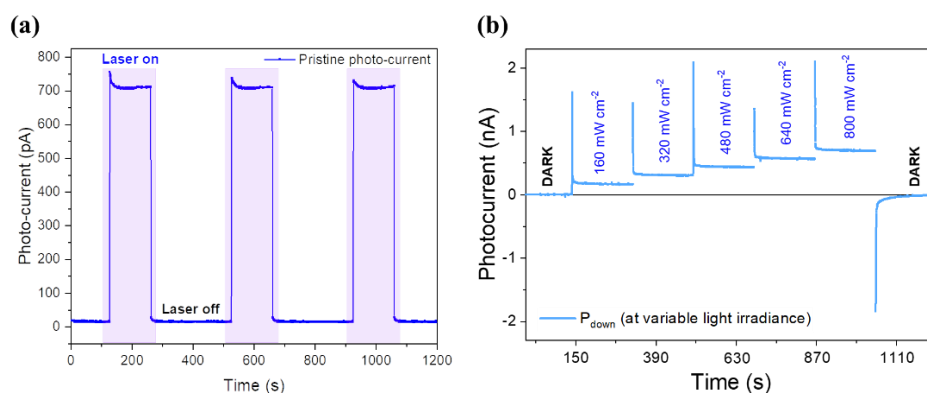 (a)
Laser on
Pristine photo-current
Laser off
Photo-current (pA)
800
700
600
500
400
300
200
100
0
0 200 400 600 800 1000 1200
Time (s)
(b)
160 mW cm⁻²
320 mW cm⁻²
480 mW cm⁻²
640 mW cm⁻²
800 mW cm⁻²
DARK
DARK
P_down (at variable light irradiance)
Photocurrent (nA)
2
1
0
-1
-2
150 390 630 870 1110
Time (s)